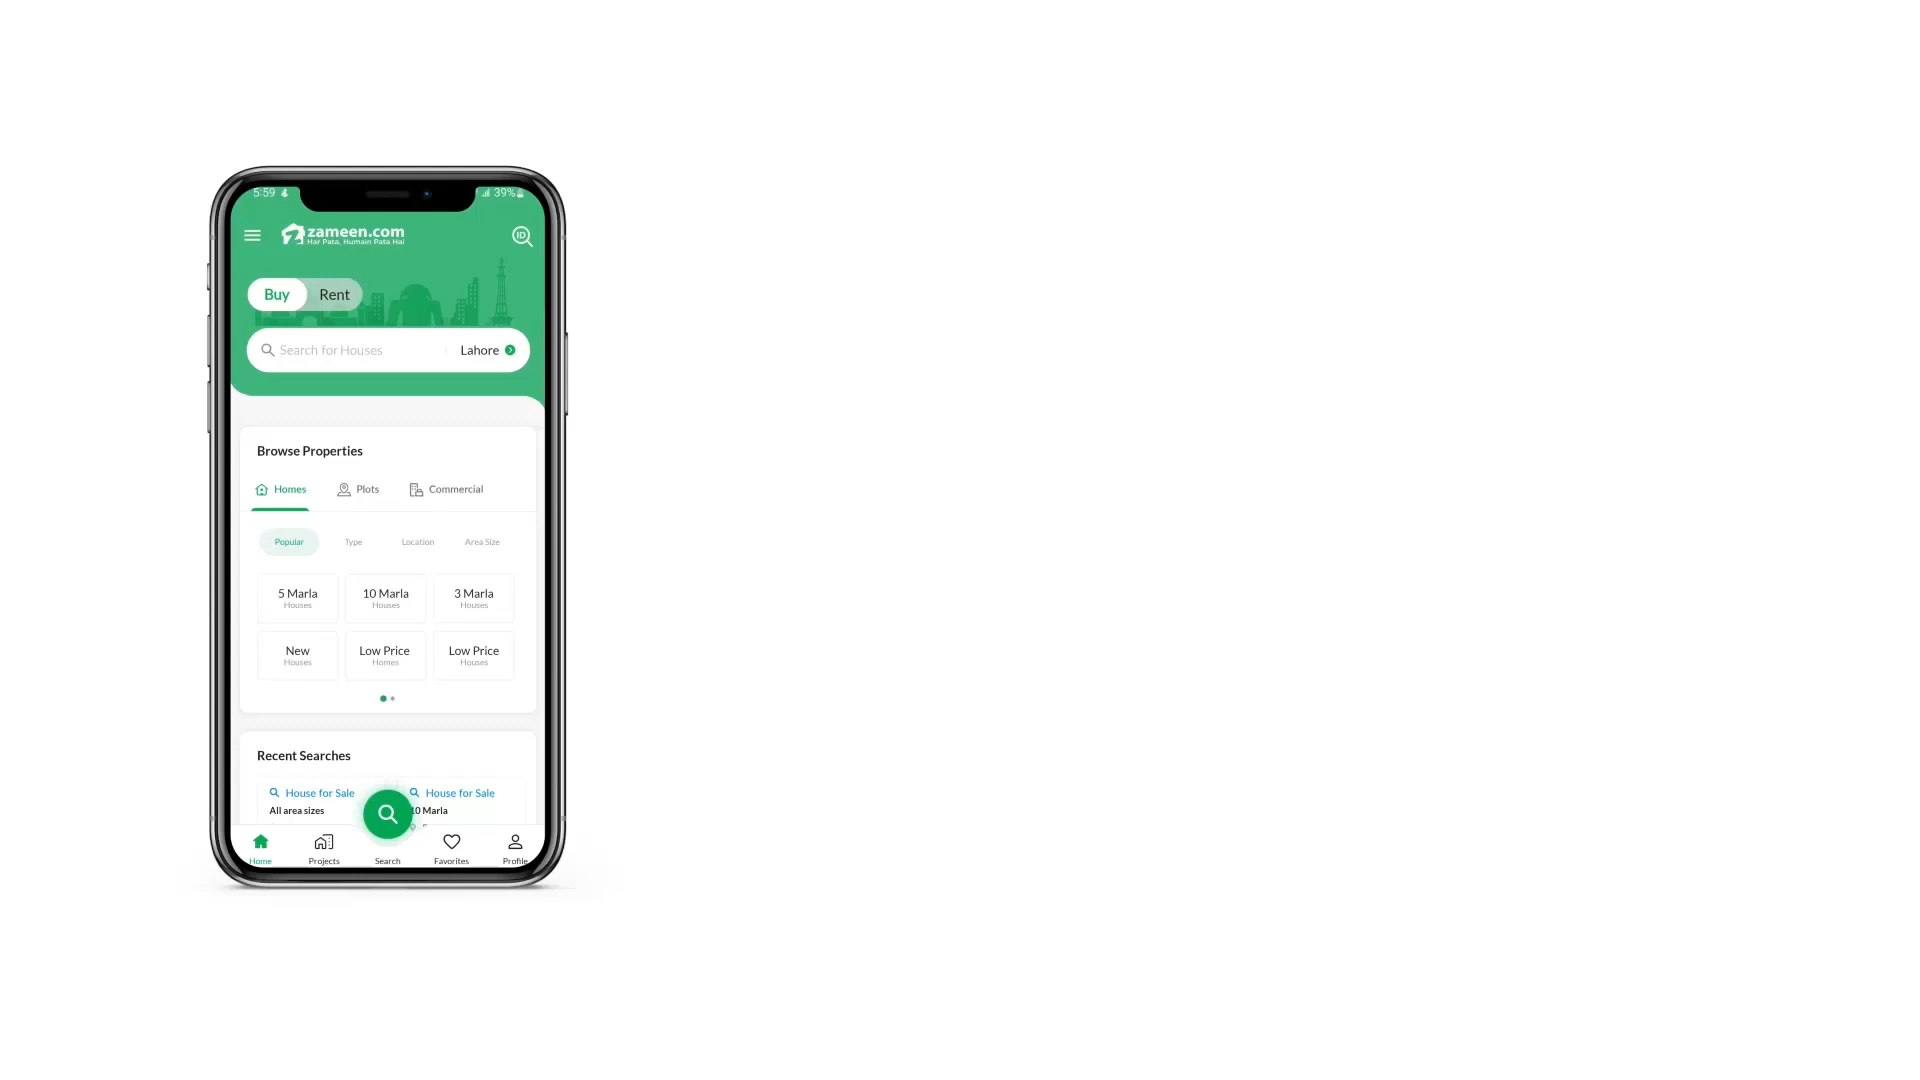 5:59
39%
zameen.com
Har Pata, Humain Pata Hai
ID
Buy Rent
Search for Houses Lahore
Browse Properties
Homes Plots Commercial
Popular Type Location Area Size
5 Marla 10 Marla 3 Marla
Houses Houses Houses
New Low Price Low Price
Houses Homes Houses
Recent Searches
House for Sale House for Sale
All area sizes 10 Marla
Home Projects Search Favorites Profile